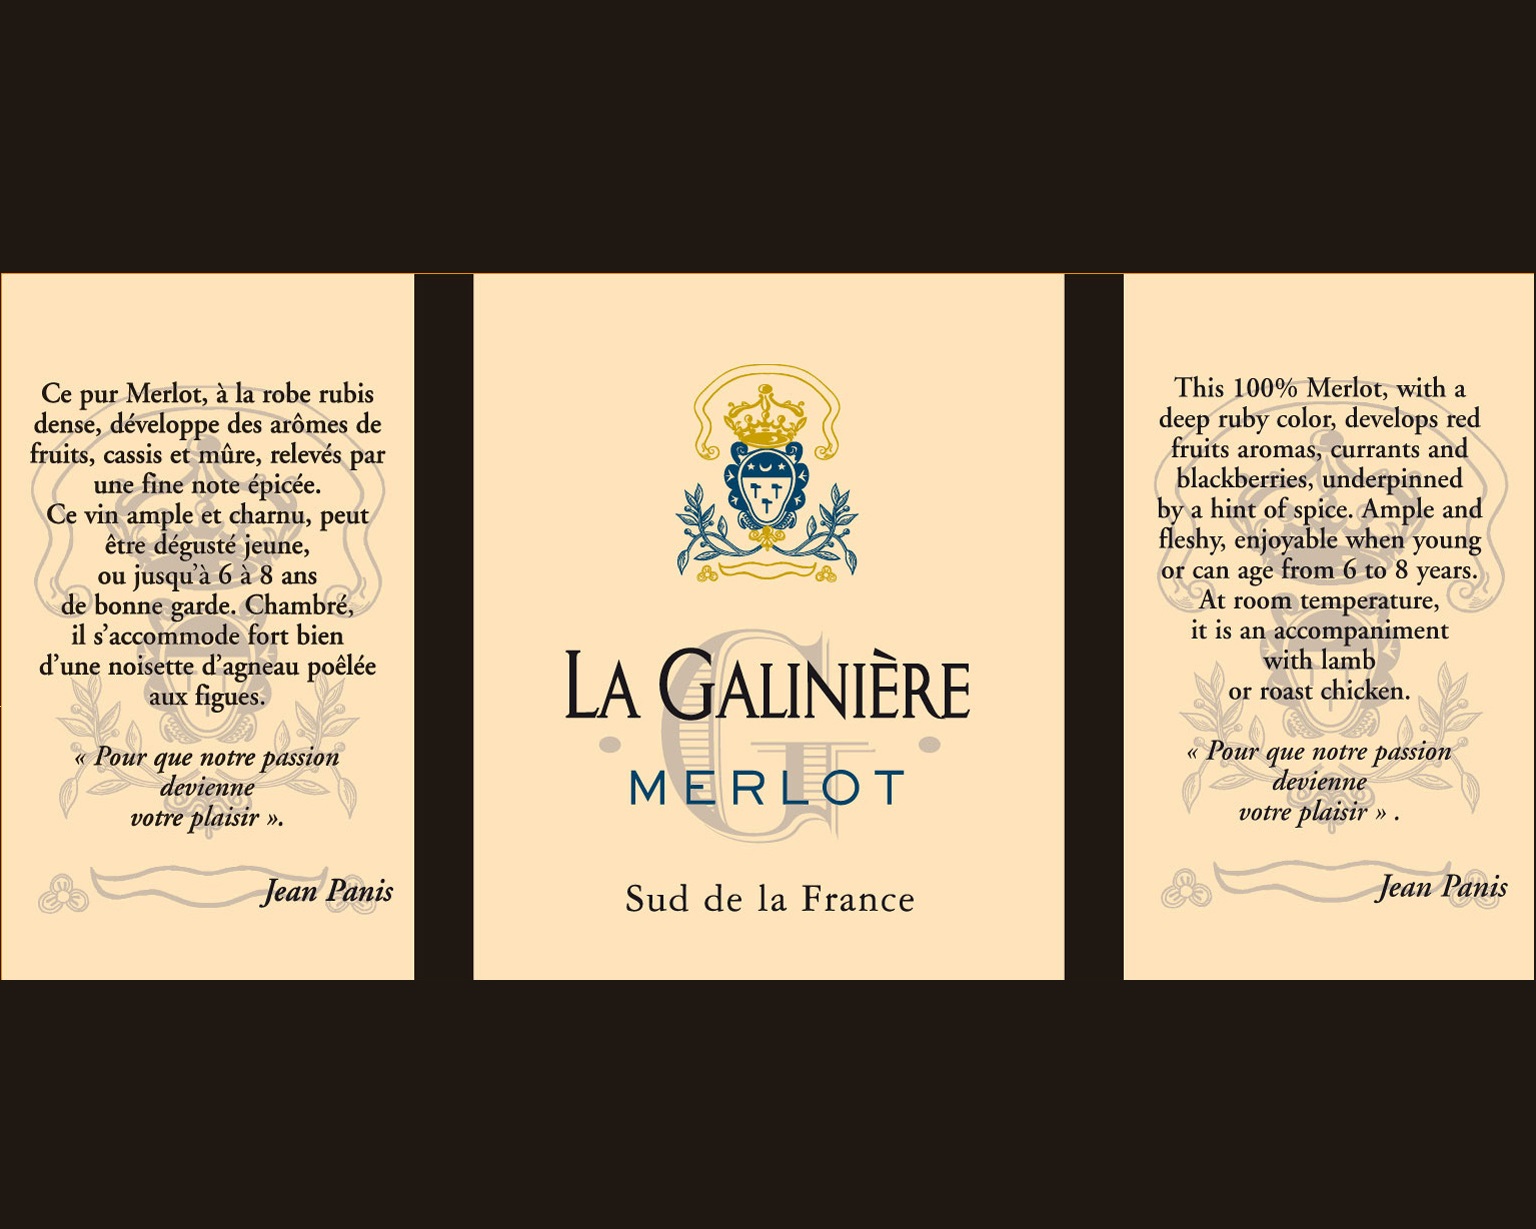 Ce pur Merlot, à la robe rubis
dense, développe des arômes de
fruits, cassis et mûre, relevés par
une fine note épicée.
Ce vin ample et charnu, peut
être dégusté jeune,
ou jusqu’à 6 à 8 ans
de bonne garde. Chambré,
il s’accommode fort bien
d’une noisette d’agneau poêlée
aux figues.
« Pour que notre passion
devienne
votre plaisir ».
Jean Panis
LA GALINIÈRE
G
MERLOT
Sud de la France
This 100% Merlot, with a
deep ruby color, develops red
fruits aromas, currants and
blackberries, underpinned
by a hint of spice. Ample and
fleshy, enjoyable when young
or can age from 6 to 8 years.
At room temperature,
it is an accompaniment
with lamb
or roast chicken.
« Pour que notre passion
devienne
votre plaisir » .
Jean Panis